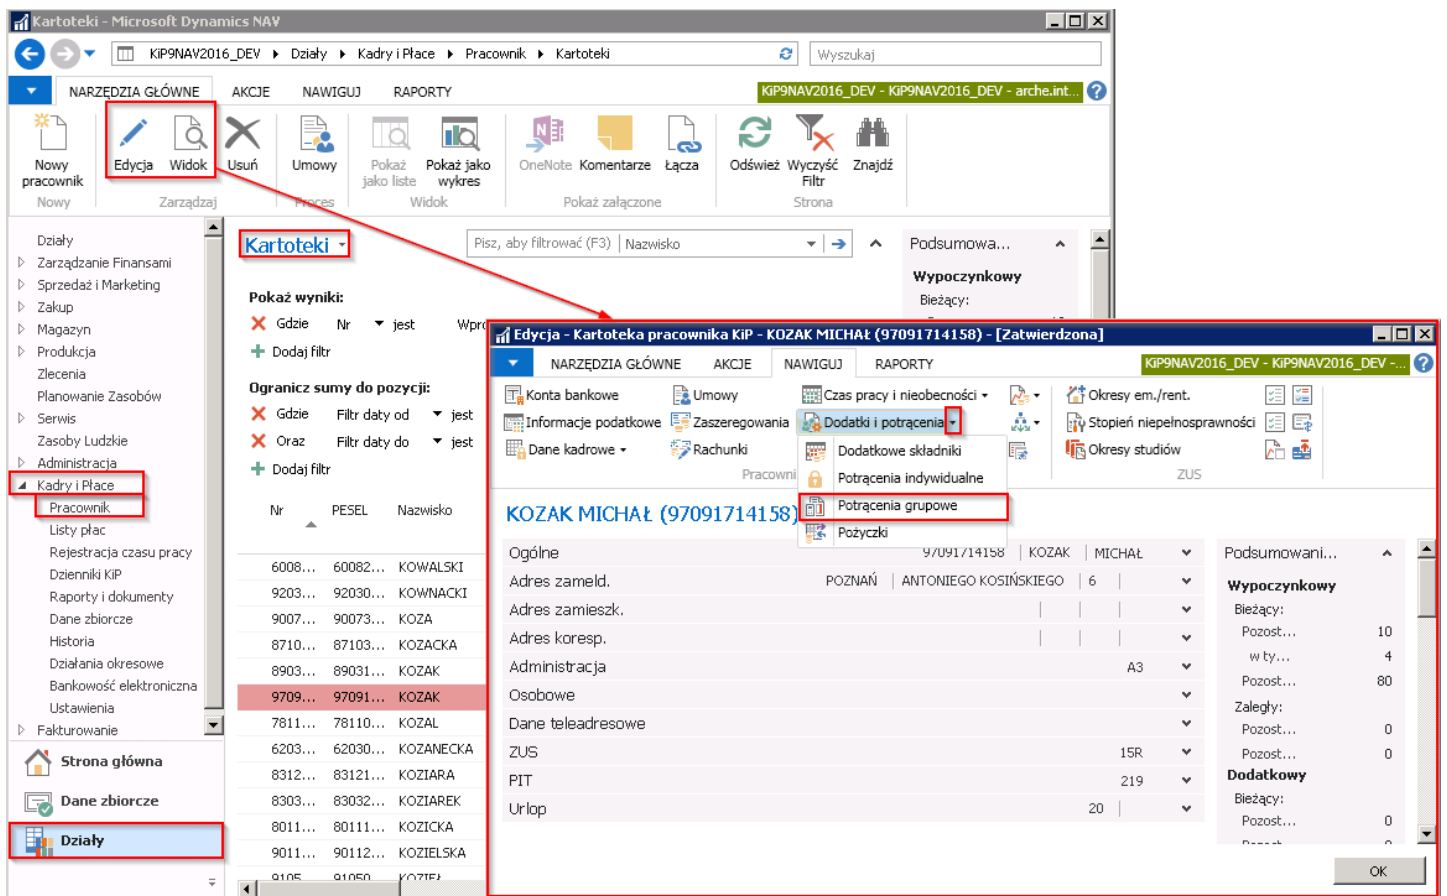 Kartoteki - Microsoft Dynamics NAV
KiP9NAV2016_DEV Działy Kadry i Płace Pracownik Kartoteki
Wyszukaj
NARZĘDZIA GŁÓWNE AKCJE NAWIGUJ RAPORTY
KiP9NAV2016_DEV - KiP9NAV2016_DEV - arche.int...
Nowy pracownik
Edycja
Widok
Usuń
Umowy
Pokaż jako liste
Pokaż jako wykres
OneNote
Komentarze
Łącza
Odśwież
Wyczyść Filtr
Znajdź
Nowy
Zarządzaj
Proces
Widok
Pokaż załączone
Strona
Działy
Zarządzanie Finansami
Sprzedaż i Marketing
Zakup
Magazyn
Produkcja
Zlecenia
Planowanie Zasobów
Serwis
Zasoby Ludzkie
Administracja
Kadry i Płace
Pracownik
Listy płac
Rejestracja czasu pracy
Dzienniki KiP
Raporty i dokumenty
Dane zbiorcze
Historia
Działania okresowe
Bankowość elektroniczna
Ustawienia
Fakturowanie
Strona główna
Dane zbiorcze
Działy
Kartoteki
Pisz, aby filtrować (F3) Nazwisko
Podsumowa...
Wypoczynkowy
Bieżący:
Pokaż wyniki:
Gdzie Nr jest
Dodaj filtr
Ogranicz sumy do pozycji:
Gdzie Filtr daty od jest
Oraz Filtr daty do jest
Dodaj filtr
Nr PESEL Nazwisko
6008... 60082... KOWALSKI
9203... 92030... KOWNACKI
9007... 90073... KOZA
8710... 87103... KOZACKA
8903... 89031... KOZAK
9709... 97091... KOZAK
7811... 78110... KOZAL
6203... 62030... KOZANECKA
8312... 83121... KOZIARA
8303... 83032... KOZIAREK
8011... 80111... KOZICKA
9011... 90112... KOZIELSKA
9105 91050 KOZIEŁ
Edycja - Kartoteka pracownika KiP - KOZAK MICHAŁ (97091714158) - [Zatwierdzona]
NARZĘDZIA GŁÓWNE AKCJE NAWIGUJ RAPORTY
KiP9NAV2016_DEV - KiP9NAV2016_DEV -...
Konta bankowe Umowy Czas pracy i nieobecności Okresy em./rent.
Informacje podatkowe Zaszeregowania Dodatki i potrącenia Stopień niepełnosprawności
Dane kadrowe Rachunki Okresy studiów
ZUS
Dodatkowe składniki
Potrącenia indywidualne
Potrącenia grupowe
Pożyczki
KOZAK MICHAŁ (97091714158)
Ogólne 97091714158 KOZAK MICHAŁ
Adres zameld. POZNAŃ ANTONIEGO KOSIŃSKIEGO 6
Adres zamieszk.
Adres koresp.
Administracja A3
Osobowe
Dane teleadresowe
ZUS 15R
PIT 219
Urlop 20
Podsumowani...
Wypoczynkowy
Bieżący:
Pozost... 10
w ty... 4
Pozost... 80
Zaległy:
Pozost... 0
Pozost... 0
Dodatkowy
Bieżący:
Pozost... 0
OK